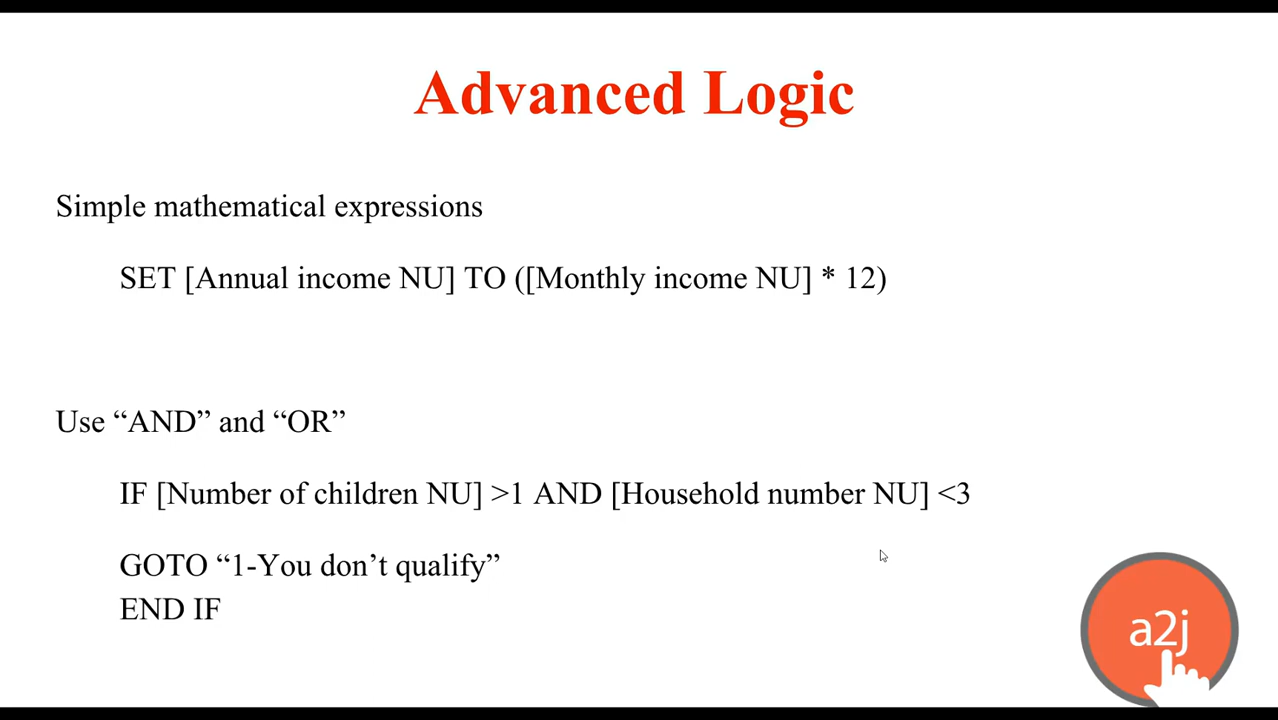 Advanced Logic
Simple mathematical expressions
SET [Annual income NU] TO ([Monthly income NU] * 12)
Use “AND” and “OR”
IF [Number of children NU] >1 AND [Household number NU] <3
GOTO “1-You don’t qualify”
END IF
a2j